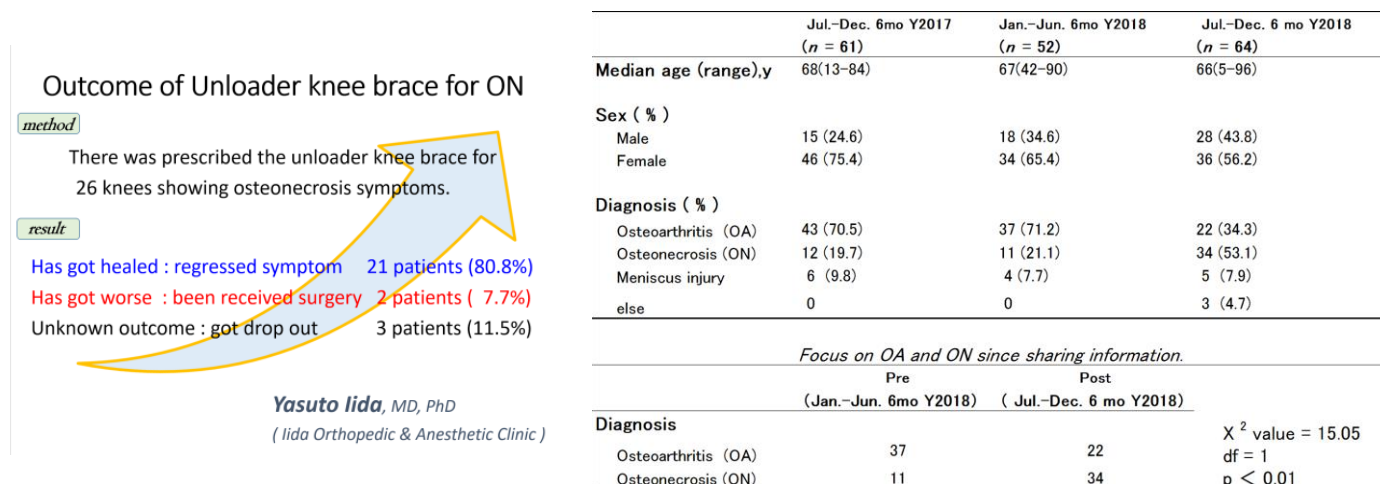 Outcome of Unloader knee brace for ON
method
There was prescribed the unloader knee brace for
26 knees showing osteonecrosis symptoms.
result
Has got healed : regressed symptom 21 patients (80.8%)
Has got worse : been received surgery 2 patients ( 7.7%)
Unknown outcome : got drop out 3 patients (11.5%)
Yasuto Iida, MD, PhD
( Iida Orthopedic & Anesthetic Clinic )
Jul.-Dec. 6mo Y2017 Jan.-Jun. 6mo Y2018 Jul.-Dec. 6 mo Y2018
(n = 61) (n = 52) (n = 64)
Median age (range),y 68(13-84) 67(42-90) 66(5-96)
Sex ( % )
Male 15 (24.6) 18 (34.6) 28 (43.8)
Female 46 (75.4) 34 (65.4) 36 (56.2)
Diagnosis ( % )
Osteoarthritis (OA) 43 (70.5) 37 (71.2) 22 (34.3)
Osteonecrosis (ON) 12 (19.7) 11 (21.1) 34 (53.1)
Meniscus injury 6 (9.8) 4 (7.7) 5 (7.9)
else 0 0 3 (4.7)
Focus on OA and ON since sharing information.
Pre Post
(Jan.-Jun. 6mo Y2018) ( Jul.-Dec. 6 mo Y2018)
Diagnosis
X ² value = 15.05
Osteoarthritis (OA) 37 22
df = 1
Osteonecrosis (ON) 11 34
p < 0.01